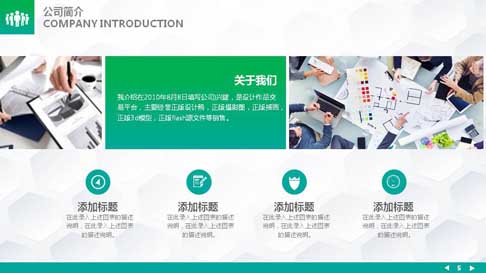 公司简介
COMPANY INTRODUCTION
关于我们
我介绍在2010年8月8日填写公司兴建，是设计作品交
易平台，主要经营正版设计稿，正版摄影图，正版插画，
正版3d模型，正版flash源文件等销售。
添加标题
在此录入上述图表的描述
说明，在此录入上述图表
的描述说明。
添加标题
在此录入上述图表的描述
说明，在此录入上述图表
的描述说明。
添加标题
在此录入上述图表的描述
说明，在此录入上述图表
的描述说明。
添加标题
在此录入上述图表的描述
说明，在此录入上述图表
的描述说明。
5